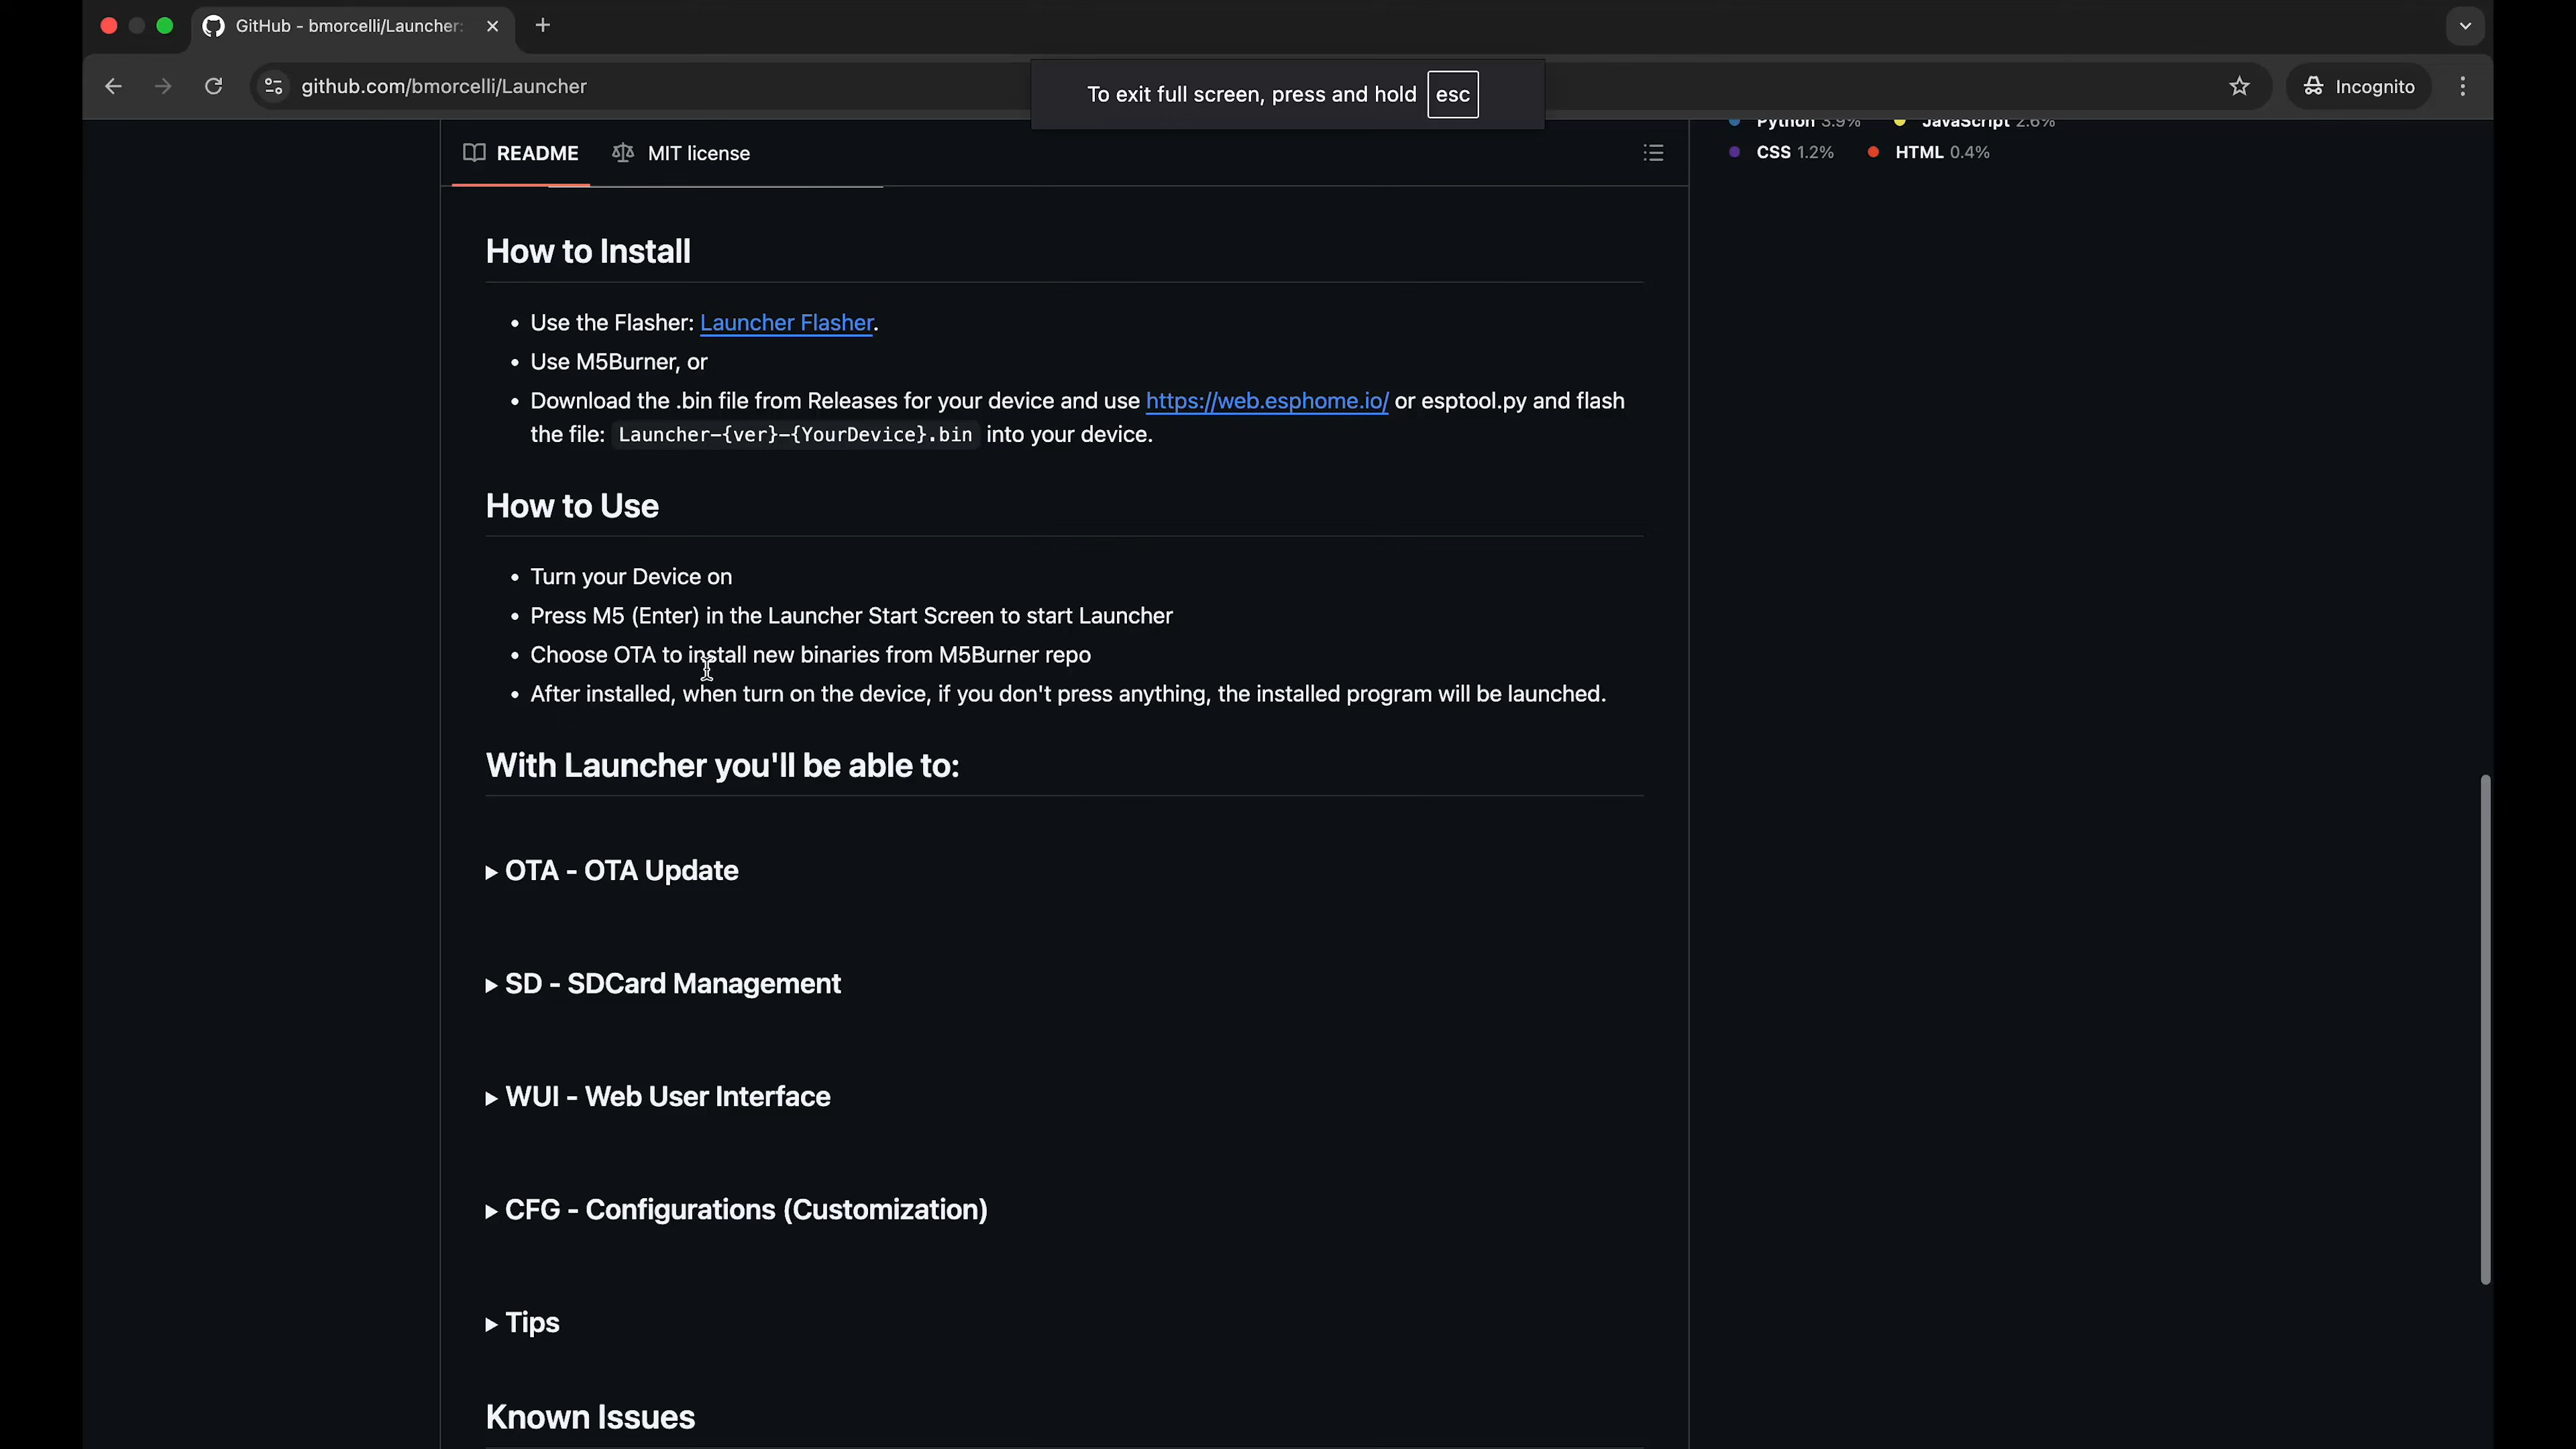 GitHub - bmorcelli/Launcher:
github.com/bmorcelli/Launcher
To exit full screen, press and hold esc
Incognito
README
MIT license
Python 3.9% JavaScript 2.6%
CSS 1.2% HTML 0.4%
How to Install
• Use the Flasher: Launcher Flasher.
• Use M5Burner, or
• Download the .bin file from Releases for your device and use https://web.esphome.io/ or esptool.py and flash
the file: Launcher-{ver}-{YourDevice}.bin into your device.
How to Use
• Turn your Device on
• Press M5 (Enter) in the Launcher Start Screen to start Launcher
• Choose OTA to install new binaries from M5Burner repo
• After installed, when turn on the device, if you don't press anything, the installed program will be launched.
With Launcher you'll be able to:
OTA - OTA Update
SD - SDCard Management
WUI - Web User Interface
CFG - Configurations (Customization)
Tips
Known Issues